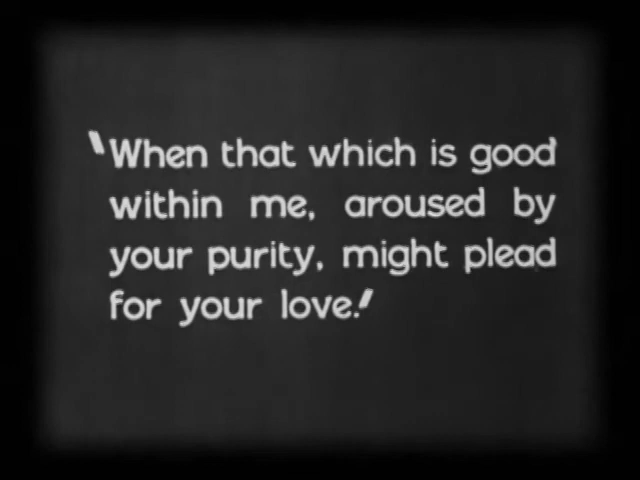 "When that which is good
within me, aroused by
your purity, might plead
for your love."